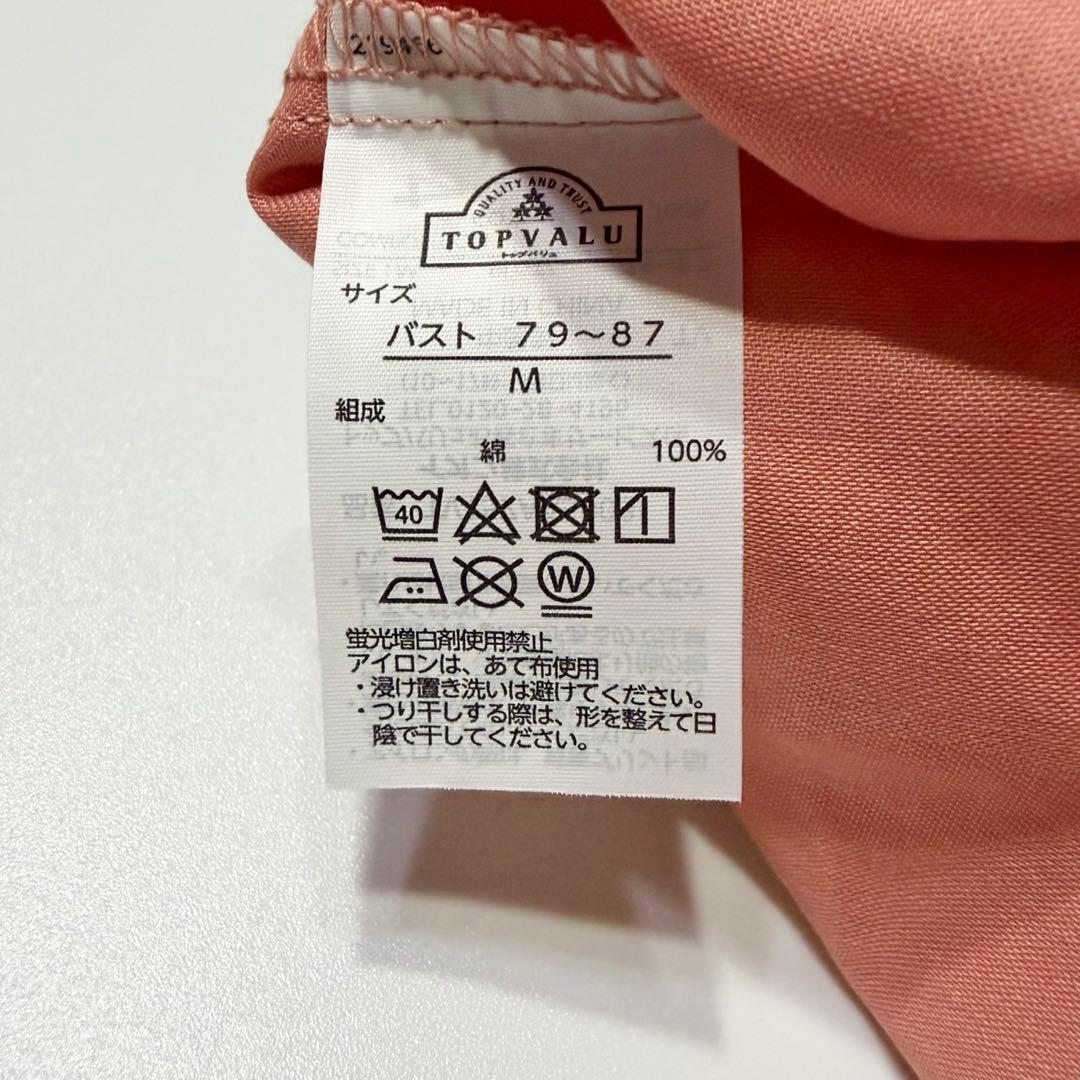 QUALITY AND TRUST
TOPVALU
トップバリュ
サイズ
バスト 79～87
M
組成
綿 100%
40
W
蛍光増白剤使用禁止
アイロンは、あて布使用
・浸け置き洗いは避けてください。
・つり干しする際は、形を整えて日
陰で干してください。